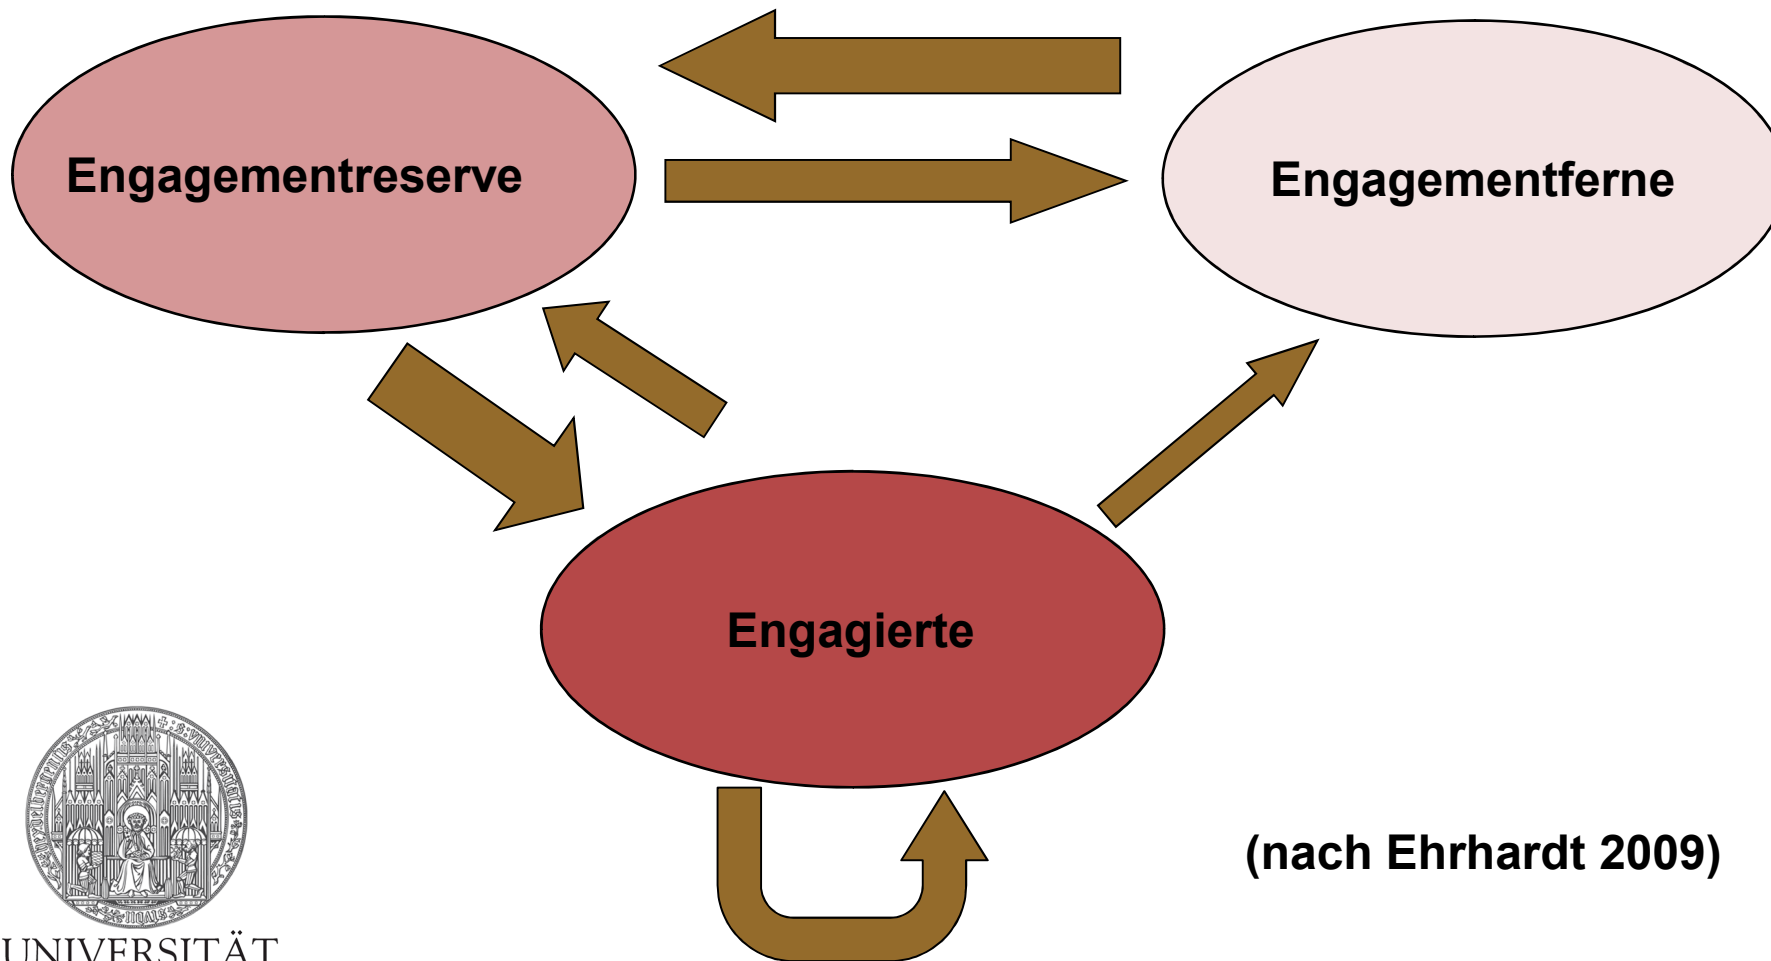 Engagementreserve
Engagementferne
Engagierte
(nach Ehrhardt 2009)
UNIVERSITÄT